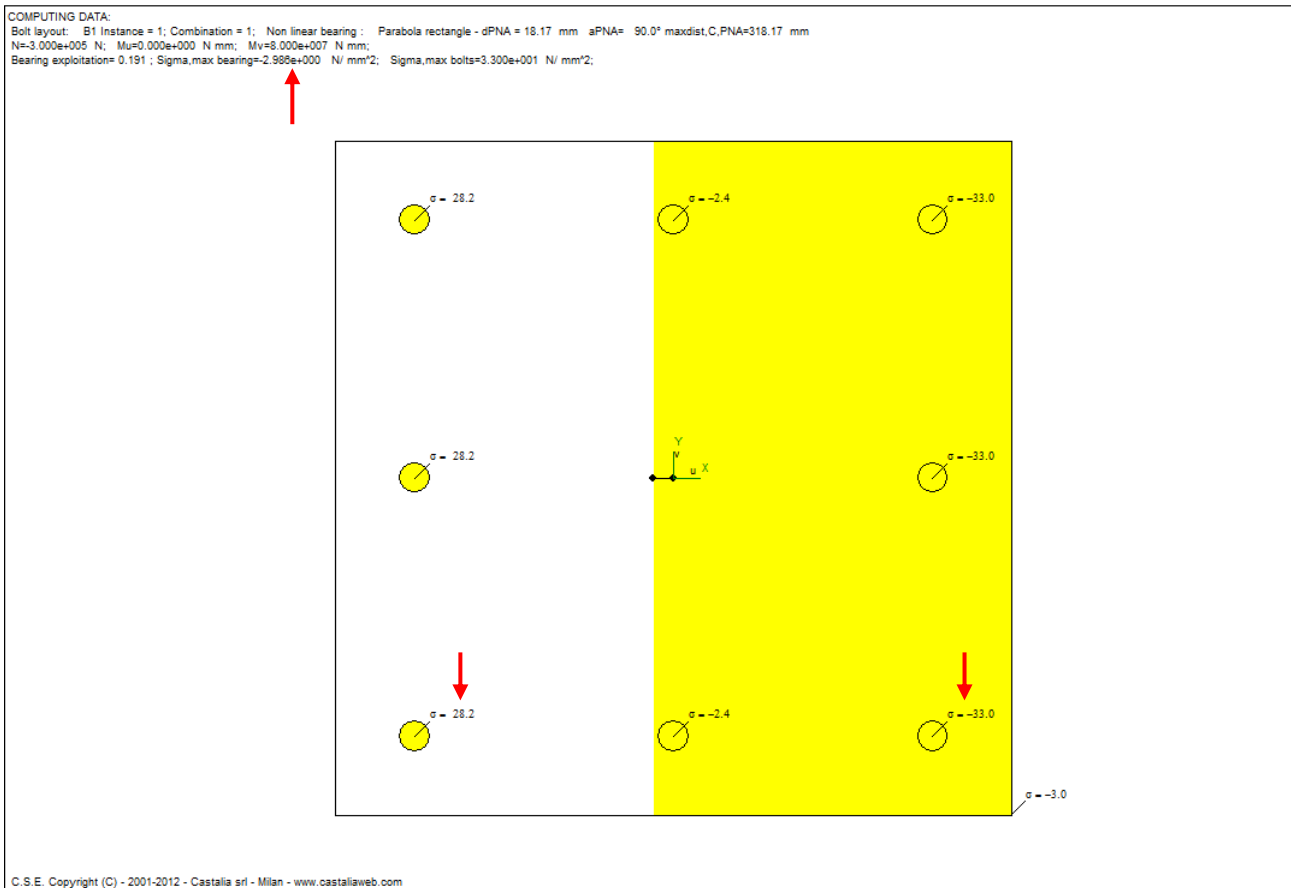 COMPUTING DATA:
Bolt layout: B1 Instance = 1; Combination = 1; Non linear bearing : Parabola rectangle - dPNA = 18.17 mm aPNA= 90.0° maxdist,C,PNA=318.17 mm
N=-3.000e+005 N; Mu=0.000e+000 N mm; Mv=8.000e+007 N mm;
Bearing exploitation= 0.191 ; Sigma,max bearing=-2.986e+000 N/ mm^2; Sigma,max bolts=3.300e+001 N/ mm^2;
σ = 28.2
σ = -2.4
σ = -33.0
Y
v
u X
σ = 28.2
σ = -33.0
σ = 28.2
σ = -2.4
σ = -33.0
σ = -3.0
C.S.E. Copyright (C) - 2001-2012 - Castalia srl - Milan - www.castaliaweb.com